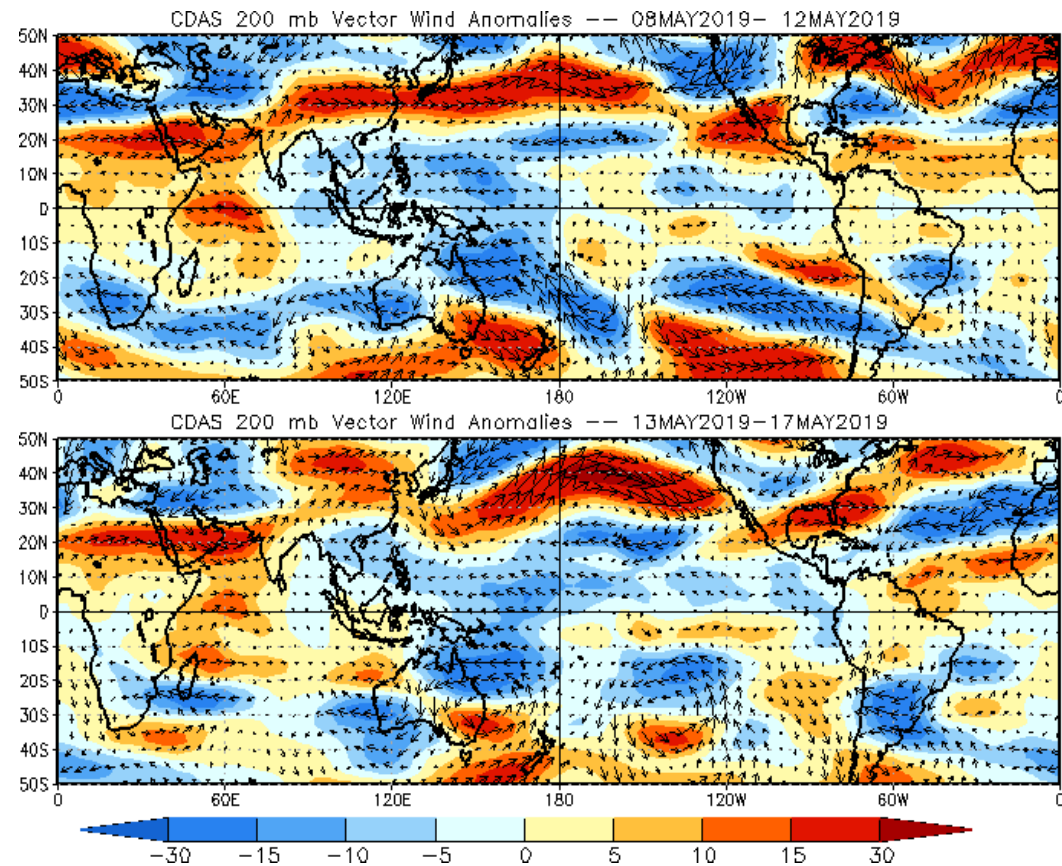 CDAS 200 mb Vector Wind Anomalies -- 08MAY2019- 12MAY2019
50N
40N
30N
20N
10N
0
10S
20S
30S
40S
50S
0 60E 120E 180 120W 60W 0
CDAS 200 mb Vector Wind Anomalies -- 13MAY2019-17MAY2019
50N
40N
30N
20N
10N
0
10S
20S
30S
40S
50S
0 60E 120E 180 120W 60W 0
-30 -15 -10 -5 0 5 10 15 30